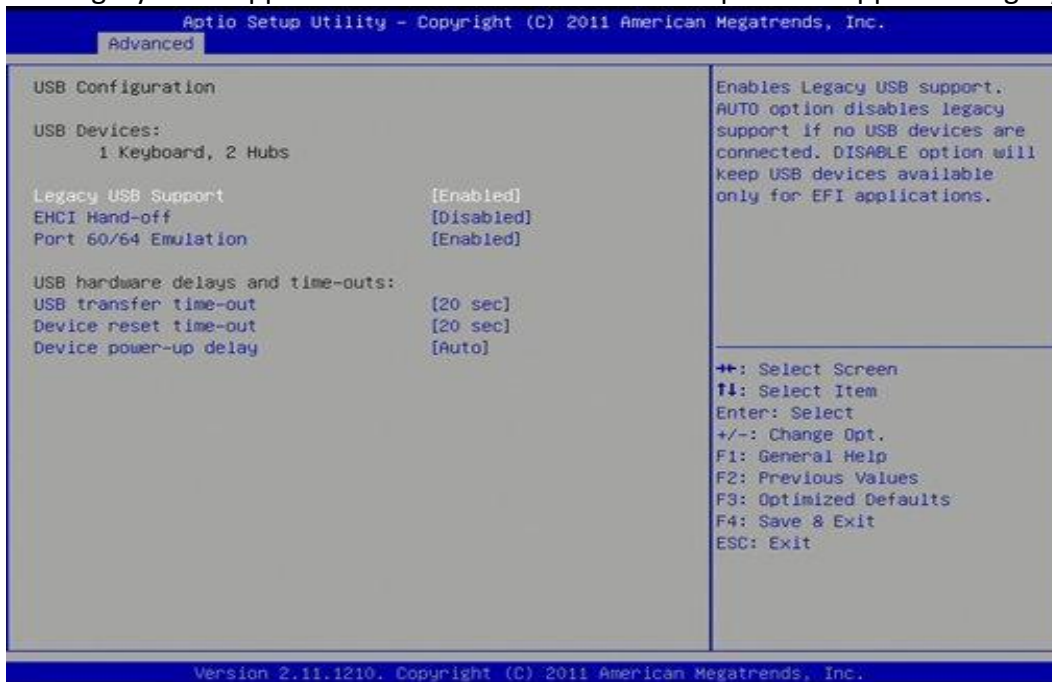 Aptio Setup Utility – Copyright (C) 2011 American Megatrends, Inc.
Advanced
USB Configuration
USB Devices:
1 Keyboard, 2 Hubs
Legacy USB Support [Enabled]
EHCI Hand-off [Disabled]
Port 60/64 Emulation [Enabled]
USB hardware delays and time-outs:
USB transfer time-out [20 sec]
Device reset time-out [20 sec]
Device power-up delay [Auto]
Enables Legacy USB support.
AUTO option disables legacy
support if no USB devices are
connected. DISABLE option will
keep USB devices available
only for EFI applications.
→←: Select Screen
↑↓: Select Item
Enter: Select
+/-: Change Opt.
F1: General Help
F2: Previous Values
F3: Optimized Defaults
F4: Save & Exit
ESC: Exit
Version 2.11.1210. Copyright (C) 2011 American Megatrends, Inc.